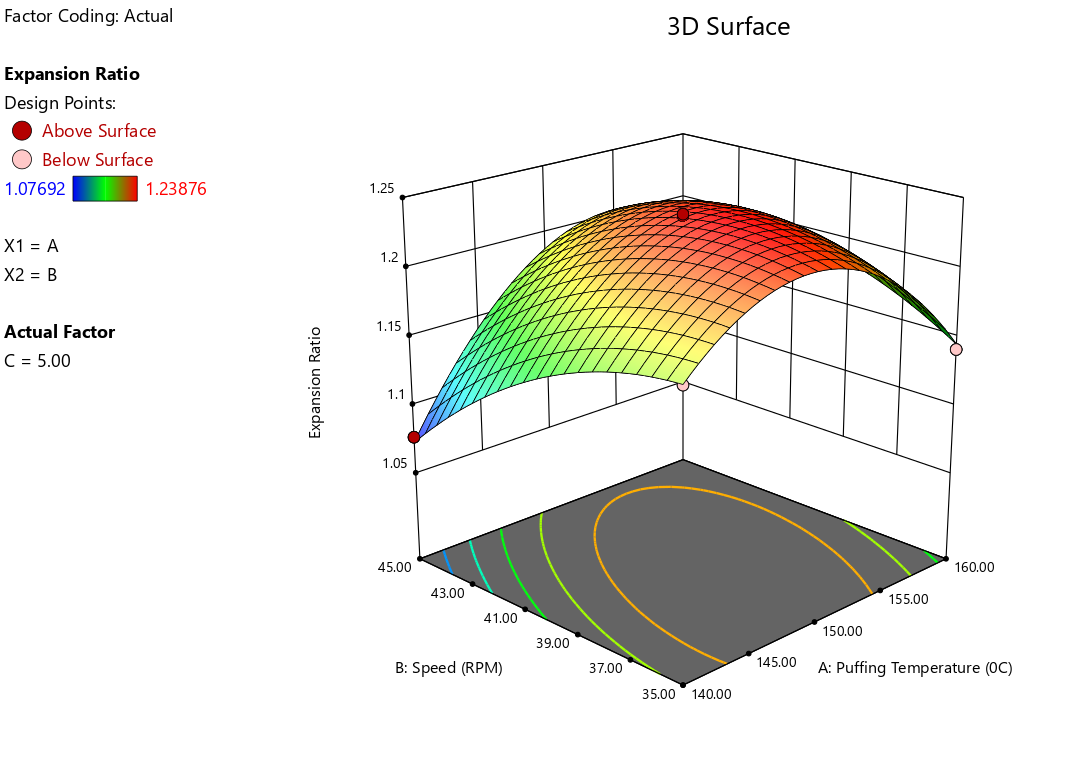 Factor Coding: Actual
3D Surface
Expansion Ratio
Design Points:
Above Surface
Below Surface
1.07692 1.23876
X1 = A
X2 = B
Actual Factor
C = 5.00
1.25
1.2
1.15
1.1
1.05
Expansion Ratio
45.00
43.00
41.00
39.00
37.00
35.00
B: Speed (RPM)
140.00
145.00
150.00
155.00
160.00
A: Puffing Temperature (0C)